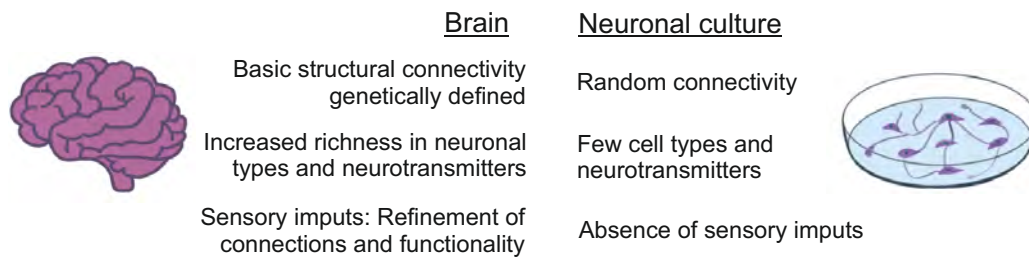 Brain
Neuronal culture
Basic structural connectivity
genetically defined
Random connectivity
Increased richness in neuronal
types and neurotransmitters
Few cell types and
neurotransmitters
Sensory imputs: Refinement of
connections and functionality
Absence of sensory imputs